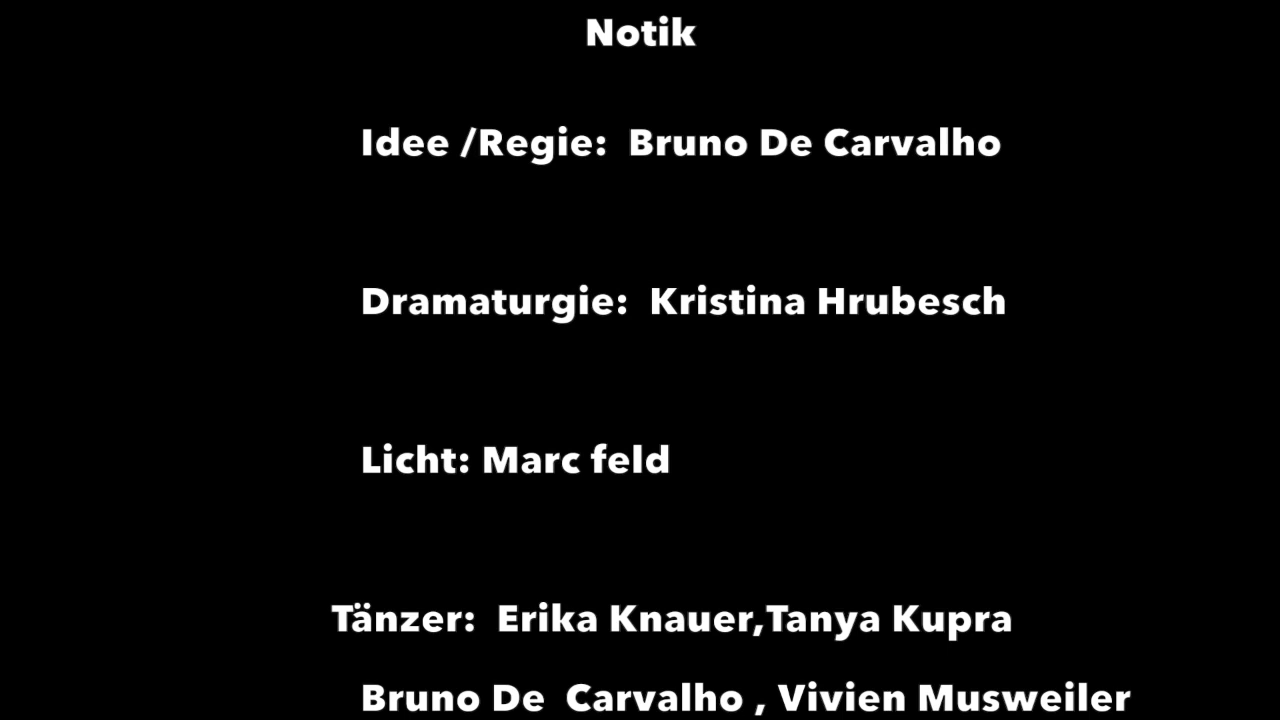 Notik
Idee /Regie:  Bruno De Carvalho
Dramaturgie:  Kristina Hrubesch
Licht: Marc feld
Tänzer:  Erika Knauer,Tanya Kupra
Bruno De  Carvalho , Vivien Musweiler